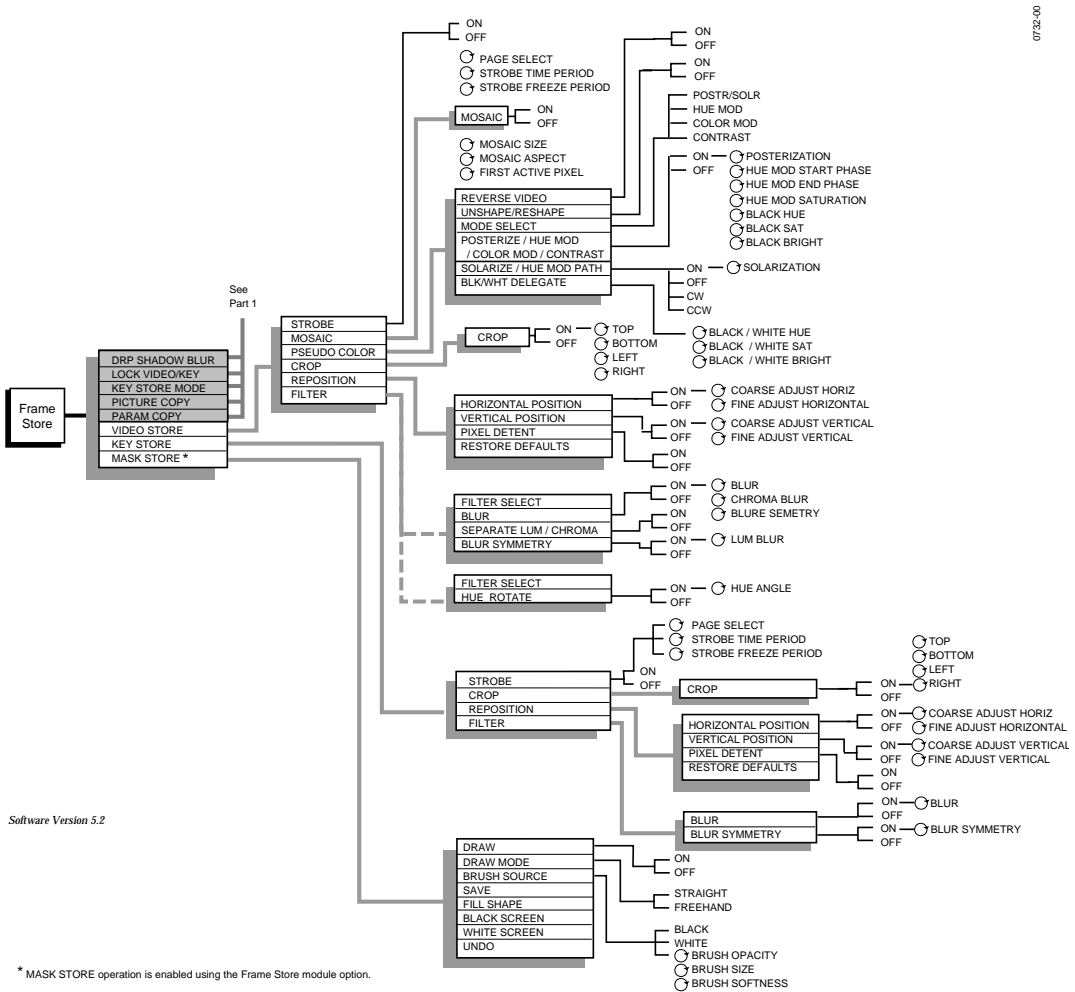 0732-00
ON
OFF
PAGE SELECT
STROBE TIME PERIOD
STROBE FREEZE PERIOD
MOSAIC
ON
OFF
MOSAIC SIZE
MOSAIC ASPECT
FIRST ACTIVE PIXEL
ON
OFF
ON
OFF
POSTR/SOLR
HUE MOD
COLOR MOD
CONTRAST
ON
OFF
POSTERIZATION
HUE MOD START PHASE
HUE MOD END PHASE
HUE MOD SATURATION
BLACK HUE
BLACK SAT
BLACK BRIGHT
REVERSE VIDEO
UNSHAPE/RESHAPE
MODE SELECT
POSTERIZE / HUE MOD
/ COLOR MOD / CONTRAST
SOLARIZE / HUE MOD PATH
BLK/WHT DELEGATE
ON
SOLARIZATION
OFF
CW
CCW
BLACK / WHITE HUE
BLACK / WHITE SAT
BLACK / WHITE BRIGHT
See
Part 1
STROBE
MOSAIC
PSEUDO COLOR
CROP
REPOSITION
FILTER
CROP
ON
OFF
TOP
BOTTOM
LEFT
RIGHT
Frame
Store
DRP SHADOW BLUR
LOCK VIDEO/KEY
KEY STORE MODE
PICTURE COPY
PARAM COPY
VIDEO STORE
KEY STORE
MASK STORE *
HORIZONTAL POSITION
VERTICAL POSITION
PIXEL DETENT
RESTORE DEFAULTS
ON
OFF
COARSE ADJUST HORIZ
FINE ADJUST HORIZONTAL
ON
OFF
COARSE ADJUST VERTICAL
FINE ADJUST VERTICAL
ON
OFF
FILTER SELECT
BLUR
SEPARATE LUM / CHROMA
BLUR SYMMETRY
ON
OFF
BLUR
CHROMA BLUR
BLURE SEMETRY
ON
OFF
ON
OFF
LUM BLUR
FILTER SELECT
HUE ROTATE
ON
OFF
HUE ANGLE
PAGE SELECT
STROBE TIME PERIOD
STROBE FREEZE PERIOD
ON
OFF
STROBE
CROP
REPOSITION
FILTER
CROP
ON
OFF
TOP
BOTTOM
LEFT
RIGHT
HORIZONTAL POSITION
VERTICAL POSITION
PIXEL DETENT
RESTORE DEFAULTS
ON
OFF
COARSE ADJUST HORIZ
FINE ADJUST HORIZONTAL
ON
OFF
COARSE ADJUST VERTICAL
FINE ADJUST VERTICAL
ON
OFF
BLUR
BLUR SYMMETRY
ON
OFF
BLUR
ON
OFF
BLUR SYMMETRY
Software Version 5.2
DRAW
DRAW MODE
BRUSH SOURCE
SAVE
FILL SHAPE
BLACK SCREEN
WHITE SCREEN
UNDO
ON
OFF
STRAIGHT
FREEHAND
BLACK
WHITE
BRUSH OPACITY
BRUSH SIZE
BRUSH SOFTNESS
* MASK STORE operation is enabled using the Frame Store module option.